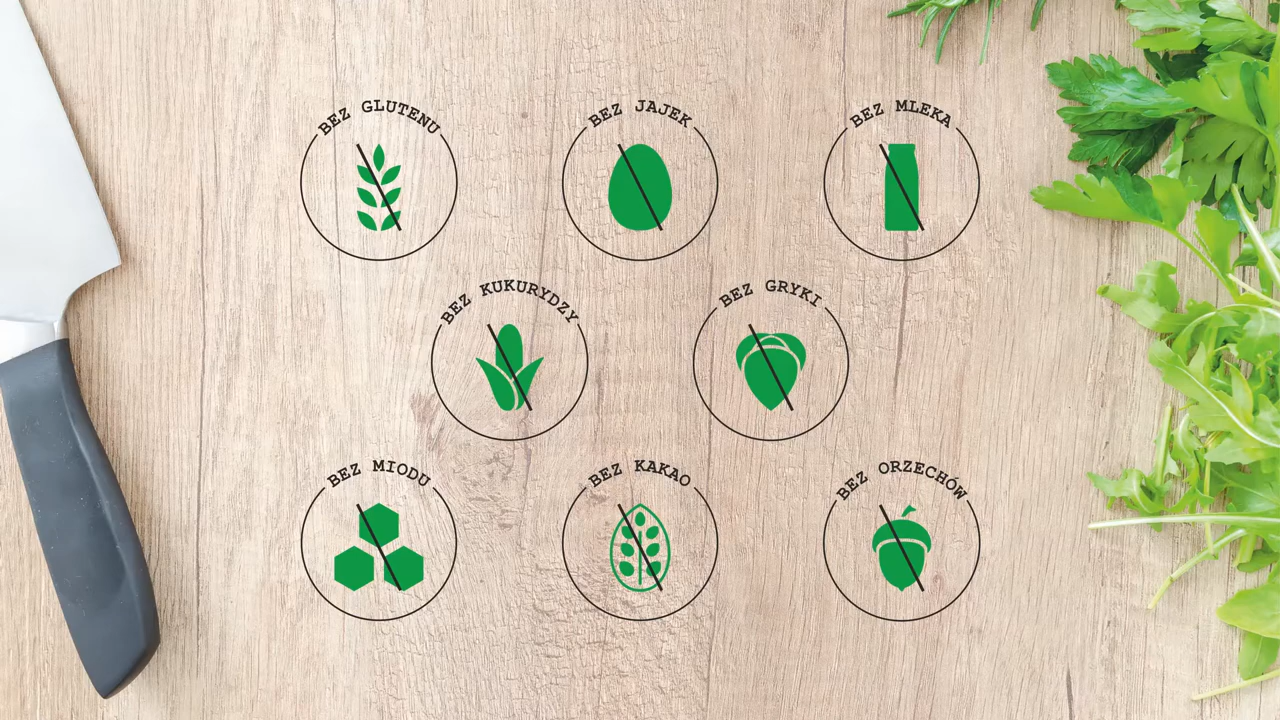 BEZ GLUTENU
BEZ JAJEK
BEZ MLEKA
BEZ KUKURYDZY
BEZ GRYKI
BEZ MIODU
BEZ KAKAO
BEZ ORZECHÓW